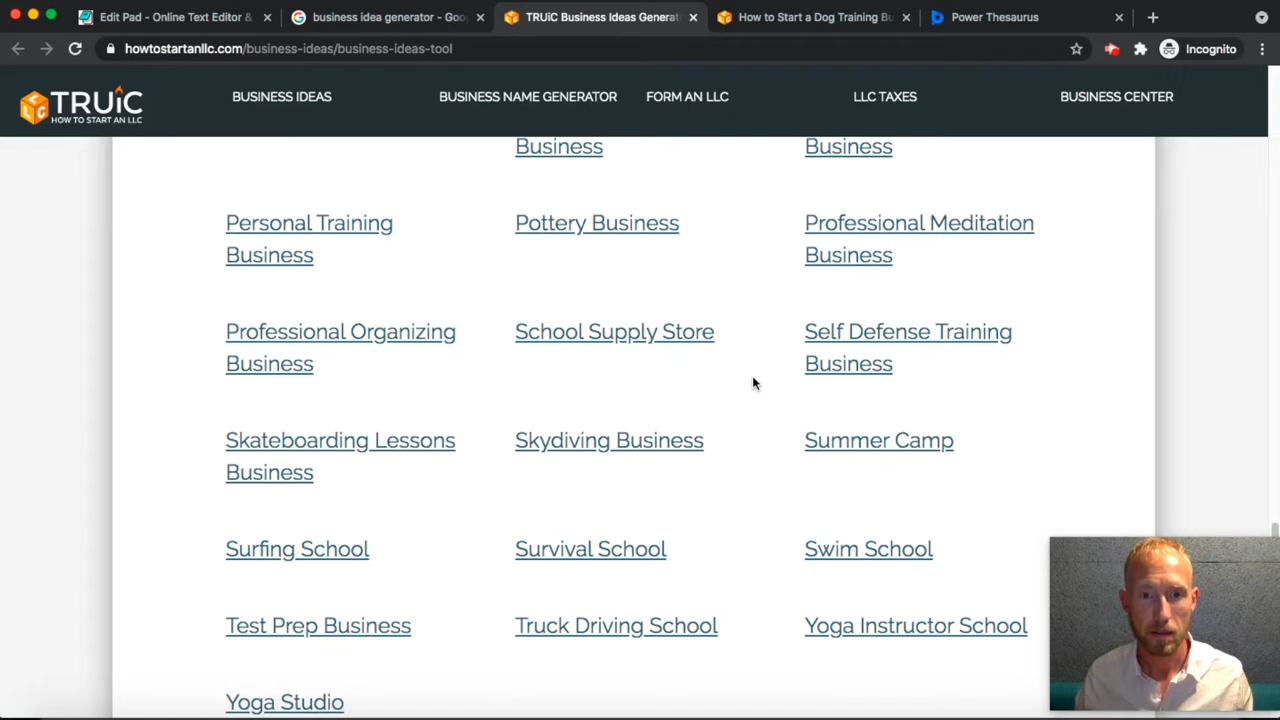 Edit Pad - Online Text Editor &
business idea generator - Goo
TRUiC Business Ideas Generat
How to Start a Dog Training Bu
Power Thesaurus
howtostartanllc.com/business-ideas/business-ideas-tool
Incognito
TRUiC
HOW TO START AN LLC
BUSINESS IDEAS
BUSINESS NAME GENERATOR
FORM AN LLC
LLC TAXES
BUSINESS CENTER
Business
Business
Personal Training
Business
Pottery Business
Professional Meditation
Business
Professional Organizing
Business
School Supply Store
Self Defense Training
Business
Skateboarding Lessons
Business
Skydiving Business
Summer Camp
Surfing School
Survival School
Swim School
Test Prep Business
Truck Driving School
Yoga Instructor School
Yoga Studio